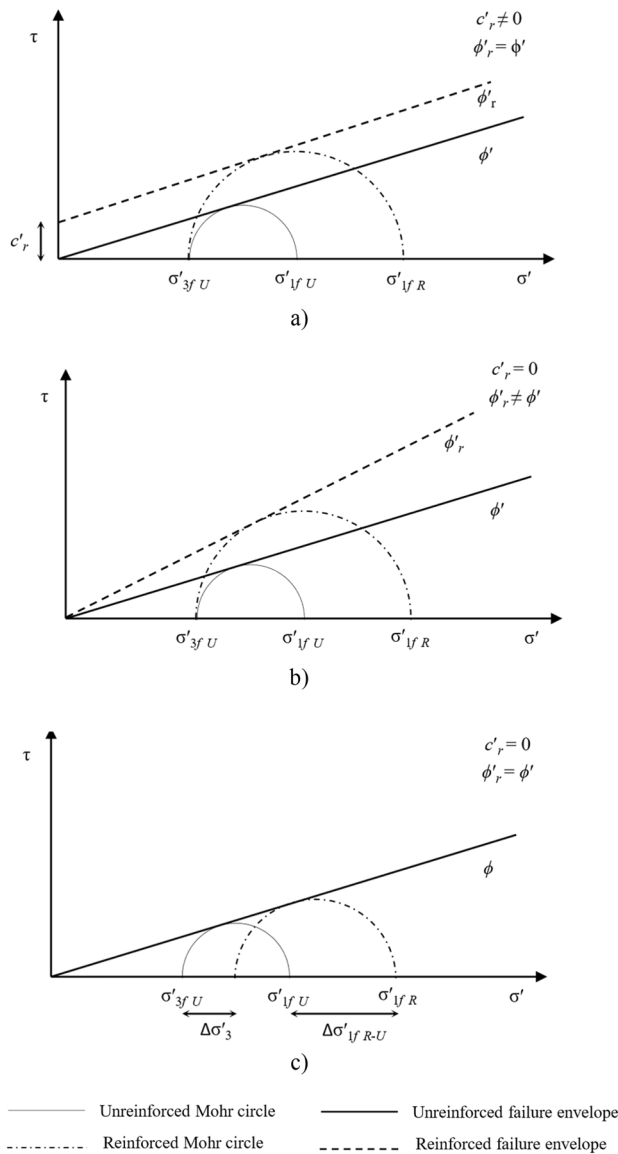 τ
c′r ≠ 0
ϕ′r = ϕ′
ϕ′r
ϕ′
c′r
σ′3f U σ′1f U σ′1f R σ′
a)
τ
c′r = 0
ϕ′r ≠ ϕ′
ϕ′r
ϕ′
σ′3f U σ′1f U σ′1f R σ′
b)
τ
c′r = 0
ϕ′r = ϕ′
ϕ
σ′3f U σ′1f U σ′1f R σ′
Δσ′3 Δσ′1f R-U
c)
Unreinforced Mohr circle Unreinforced failure envelope
Reinforced Mohr circle Reinforced failure envelope